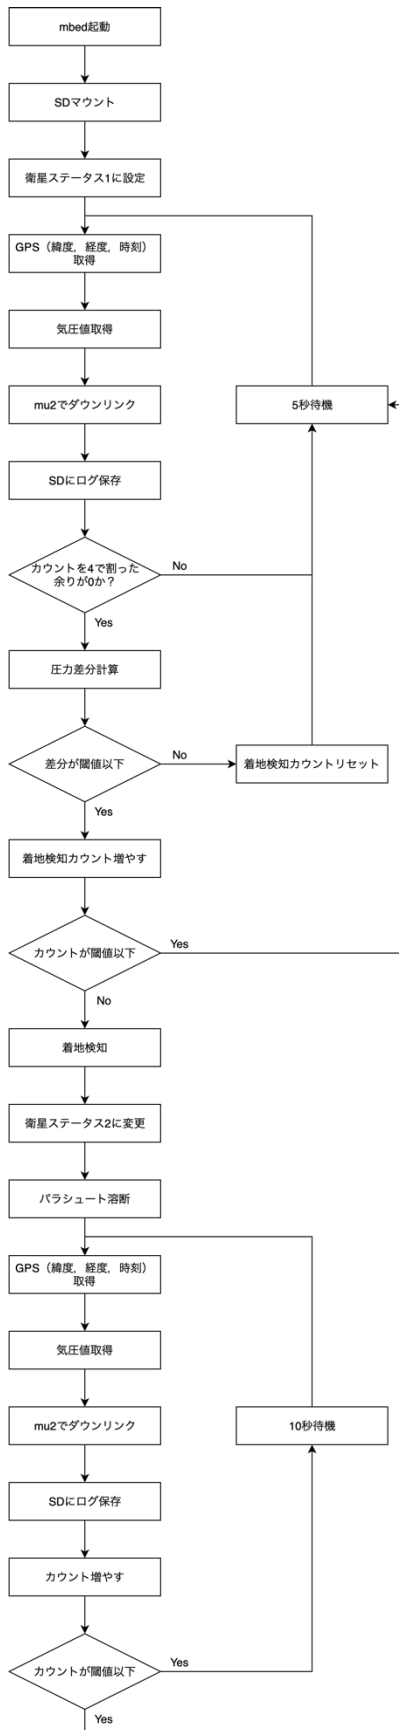 mbed起動
SDマウント
衛星ステータス1に設定
GPS（緯度，経度，時刻）
取得
気圧値取得
mu2でダウンリンク
5秒待機
SDにログ保存
カウントを4で割った
余りが0か？
No
Yes
圧力差分計算
差分が閾値以下
No
着地検知カウントリセット
Yes
着地検知カウント増やす
カウントが閾値以下
Yes
No
着地検知
衛星ステータス2に変更
パラシュート溶断
GPS（緯度，経度，時刻）
取得
気圧値取得
mu2でダウンリンク
10秒待機
SDにログ保存
カウント増やす
カウントが閾値以下
Yes
Yes